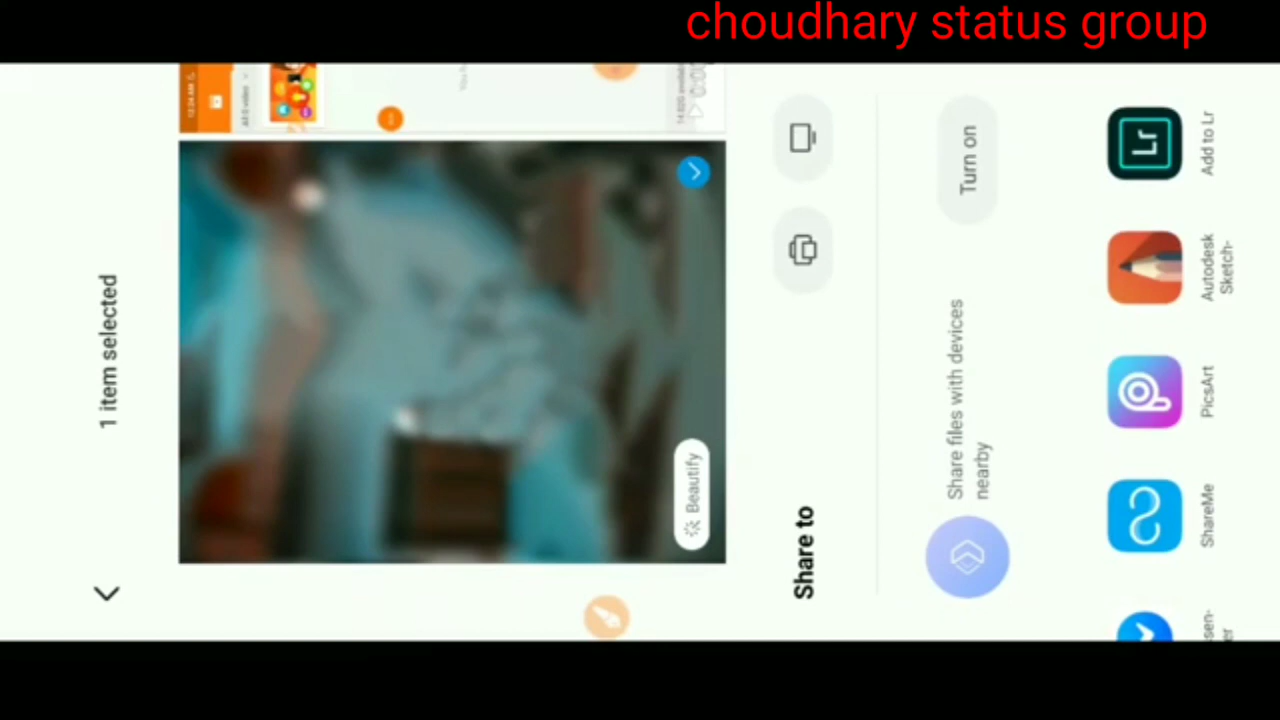 choudhary status group
1 item selected
Beautify
Share to
Share files with devices
nearby
Turn on
ShareMe
PicsArt
Autodesk
Sketch-
Add to Lr
Lr